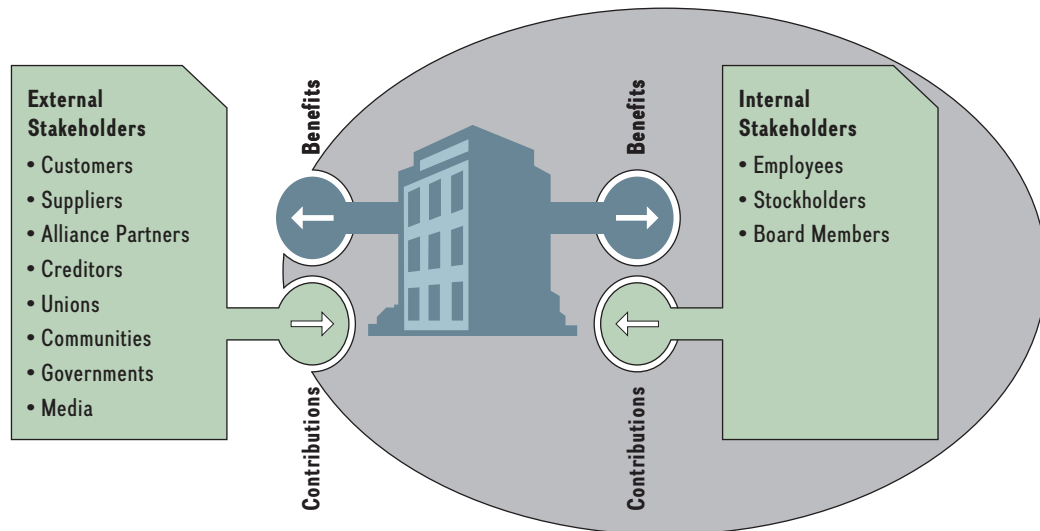 External
Stakeholders
• Customers
• Suppliers
• Alliance Partners
• Creditors
• Unions
• Communities
• Governments
• Media
Benefits
Contributions
Benefits
Contributions
Internal
Stakeholders
• Employees
• Stockholders
• Board Members